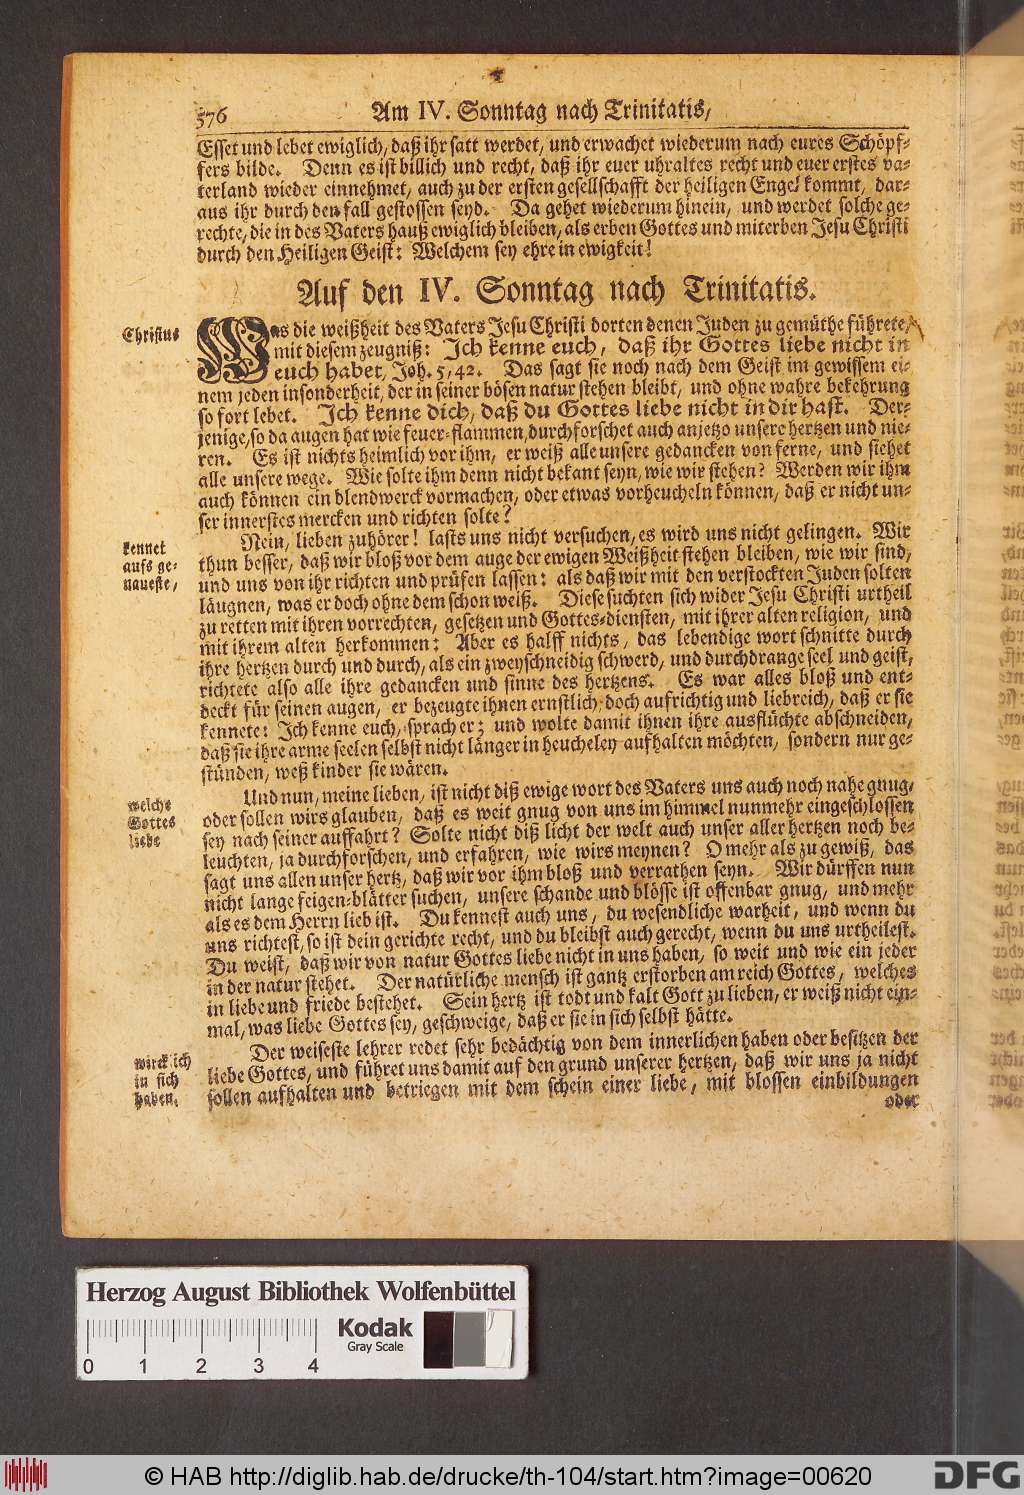 576
Am IV. Sonntag nach Trinitatis,
Esset und lebet ewiglich, daß ihr satt werdet, und erwachet wiederum nach eures Schöpf-
fers bilde. Denn es ist billich und recht, daß ihr euer uhraltes recht und euer erstes va-
terland wieder einnehmet, auch zu der ersten gesellschafft der heiligen Engel kommt, dar-
aus ihr durch den fall gestossen seyd. Da gehet wiederum hinein, und werdet solche ge-
rechte, die in des Vaters hauß ewiglich bleiben, als erben Gottes und miterben Jesu Christi
durch den Heiligen Geist: Welchem sey ehre in ewigkeit!
Auf den IV. Sonntag nach Trinitatis.
Christus
Was die weißheit des Vaters Jesu Christi dorten denen Juden zu gemüthe führete,
mit diesem zeugniß: Ich kenne euch, daß ihr Gottes liebe nicht in
euch habet, Joh. 5, 42. Das sagt sie noch nach dem Geist im gewissem ei-
nem jeden insonderheit, der in seiner bösen natur stehen bleibt, und ohne wahre bekehrung
so fort lebet. Ich kenne dich, daß du Gottes liebe nicht in dir hast. Der-
jenige, so da augen hat wie feuer-flammen, durchforschet auch anjetzo unsere hertzen und nie-
ren. Es ist nichts heimlich vor ihm, er weiß alle unsere gedancken von ferne, und siehet
alle unsere wege. Wie solte ihm denn nicht bekant seyn, wie wir stehen? Werden wir ihm
auch können ein blendwerck vormachen, oder etwas vorheucheln können, daß er nicht un-
ser innerstes mercken und richten solte?
kennet
aufs ge-
naueste,
Nein, lieben zuhörer! lasts uns nicht versuchen, es wird uns nicht gelingen. Wir
thun besser, daß wir bloß vor dem auge der ewigen Weißheit stehen bleiben, wie wir sind,
und uns von ihr richten und prüfen lassen: als daß wir mit den verstockten Juden solten
läugnen, was er doch ohne dem schon weiß. Diese suchten sich wider Jesu Christi urtheil
zu retten mit ihren vorrechten, gesetzen und Gottes-diensten, mit ihrer alten religion, und
mit ihrem alten herkommen: Aber es halff nichts, das lebendige wort schnitte durch
ihre hertzen durch und durch, als ein zweyschneidig schwerd, und durchdrange seel und geist,
richtete also alle ihre gedancken und sinne des hertzens. Es war alles bloß und ent-
deckt für seinen augen, er bezeugte ihnen ernstlich, doch aufrichtig und liebreich, daß er sie
kennete: Ich kenne euch, sprach er; und wolte damit ihnen ihre ausflüchte abschneiden,
daß sie ihre arme seelen selbst nicht länger in heucheley aufhalten möchten, sondern nur ge-
stünden, weß kinder sie wären.
welche
Gottes
liebe
Und nun, meine lieben, ist nicht diß ewige wort des Vaters uns auch noch nahe gnug,
oder sollen wirs glauben, daß es weit gnug von uns im himmel nunmehr eingeschlossen
sey nach seiner auffahrt? Solte nicht diß licht der welt auch unser aller hertzen noch be-
leuchten, ja durchforschen, und erfahren, wie wirs meynen? O mehr als zu gewiß, das
sagt uns allen unser hertz, daß wir vor ihm bloß und verrathen seyn. Wir dürffen nun
nicht lange feigen-blätter suchen, unsere schande und blösse ist offenbar gnug, und mehr
als es dem Herrn lieb ist. Du kennest auch uns, du wesendliche warheit, und wenn du
uns richtest, so ist dein gerichte recht, und du bleibst auch gerecht, wenn du uns urtheilest.
Du weist, daß wir von natur Gottes liebe nicht in uns haben, so weit und wie ein jeder
in der natur stehet. Der natürliche mensch ist gantz erstorben am reich Gottes, welches
in liebe und friede bestehet. Sein hertz ist todt und kalt Gott zu lieben, er weiß nicht ein-
mal, was liebe Gottes sey, geschweige, daß er sie in sich selbst hätte.
wircklich
in sich
haben.
Der weiseste lehrer redet sehr bedächtig von dem innerlichen haben oder besitzen der
liebe Gottes, und führet uns damit auf den grund unserer hertzen, daß wir uns ja nicht
sollen aufhalten und betriegen mit dem schein einer liebe, mit blossen einbildungen
oder
Herzog August Bibliothek Wolfenbüttel
Kodak
Gray Scale
0 1 2 3 4
© HAB http://diglib.hab.de/drucke/th-104/start.htm?image=00620
DFG